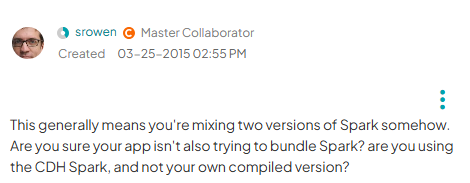 srowen Master Collaborator
Created 03-25-2015 02:55 PM
This generally means you're mixing two versions of Spark somehow.
Are you sure your app isn't also trying to bundle Spark? are you using
the CDH Spark, and not your own compiled version?